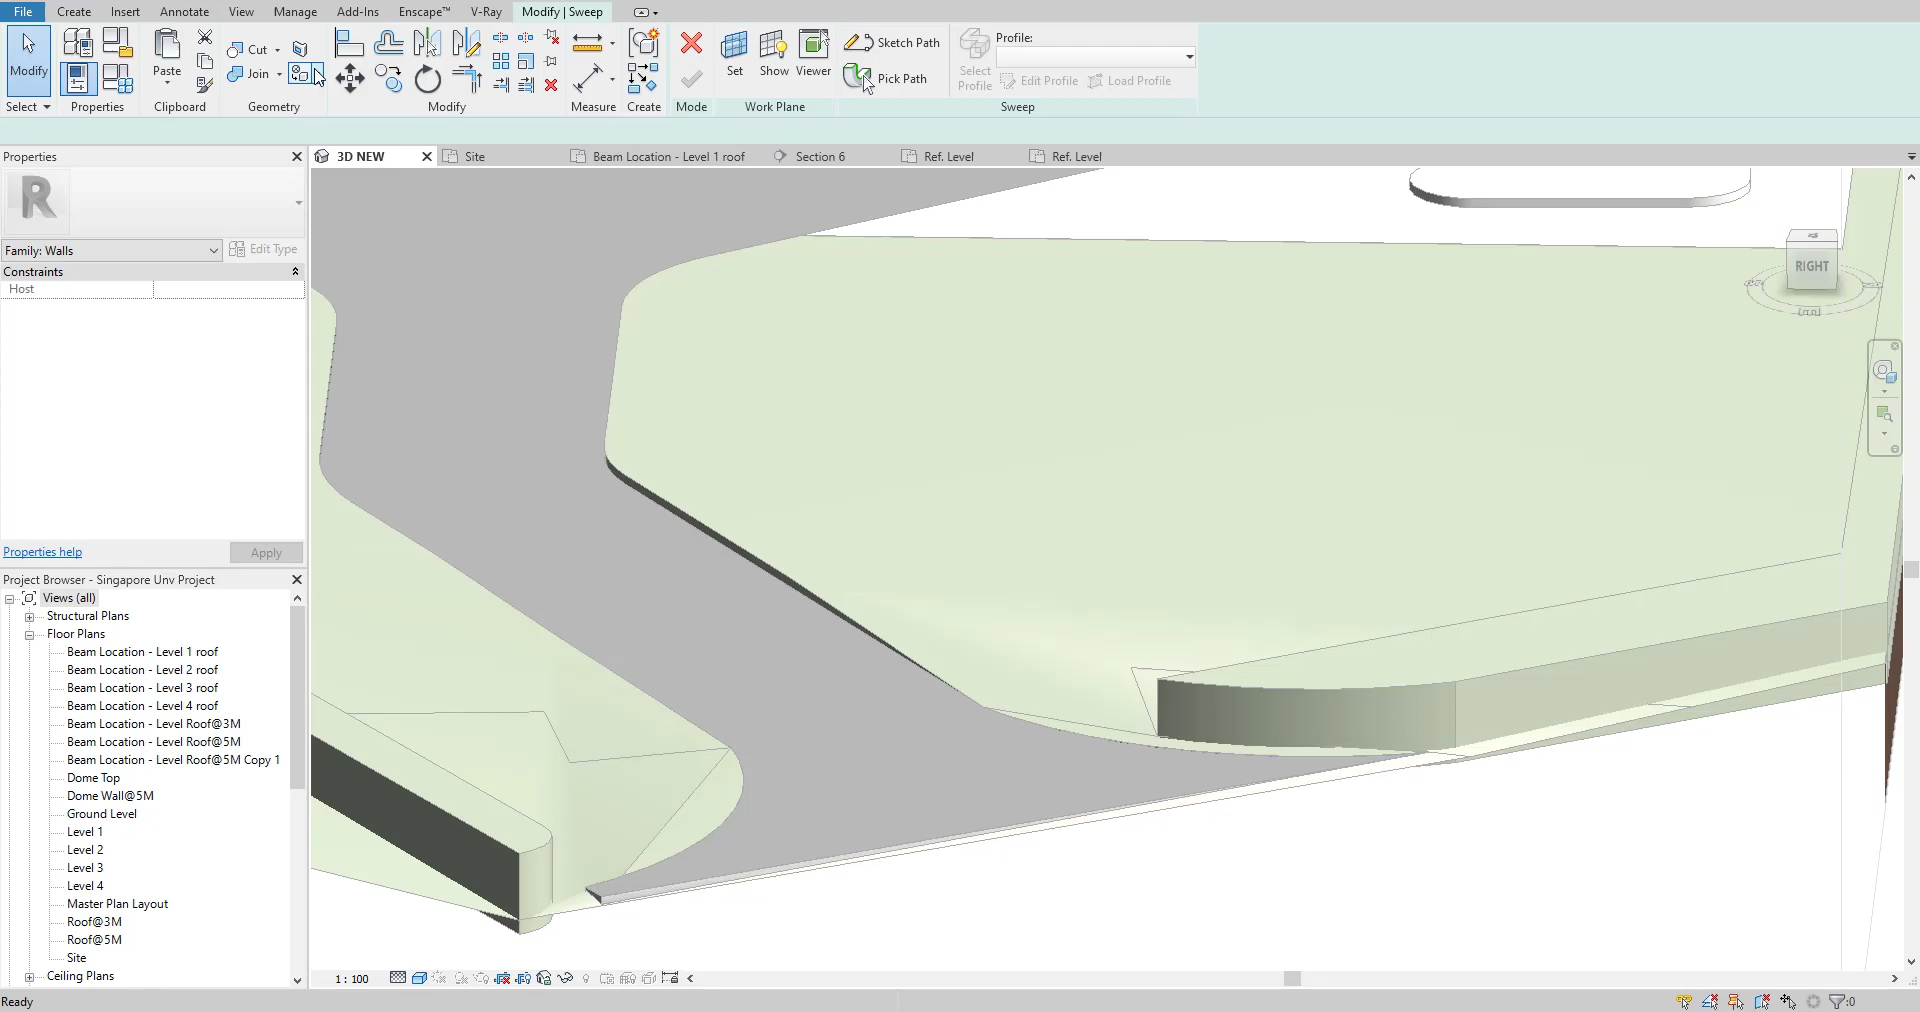 File Create Insert Annotate View Manage Add-Ins Enscape™ V-Ray Modify | Sweep
Modify
Select
Properties
Paste
Clipboard
Cut
Join
Geometry
Modify
Measure
Create
Mode
Set Show Viewer
Work Plane
Sketch Path
Pick Path
Select Profile
Profile:
Edit Profile Load Profile
Sweep
Properties
3D NEW Site Beam Location - Level 1 roof Section 6 Ref. Level Ref. Level
R
Family: Walls Edit Type
Constraints
Host
RIGHT
Properties help Apply
Project Browser - Singapore Unv Project
Views (all)
Structural Plans
Floor Plans
Beam Location - Level 1 roof
Beam Location - Level 2 roof
Beam Location - Level 3 roof
Beam Location - Level 4 roof
Beam Location - Level Roof@3M
Beam Location - Level Roof@5M
Beam Location - Level Roof@5M Copy 1
Dome Top
Dome Wall@5M
Ground Level
Level 1
Level 2
Level 3
Level 4
Master Plan Layout
Roof@3M
Roof@5M
Site
Ceiling Plans
1 : 100
Ready
:0